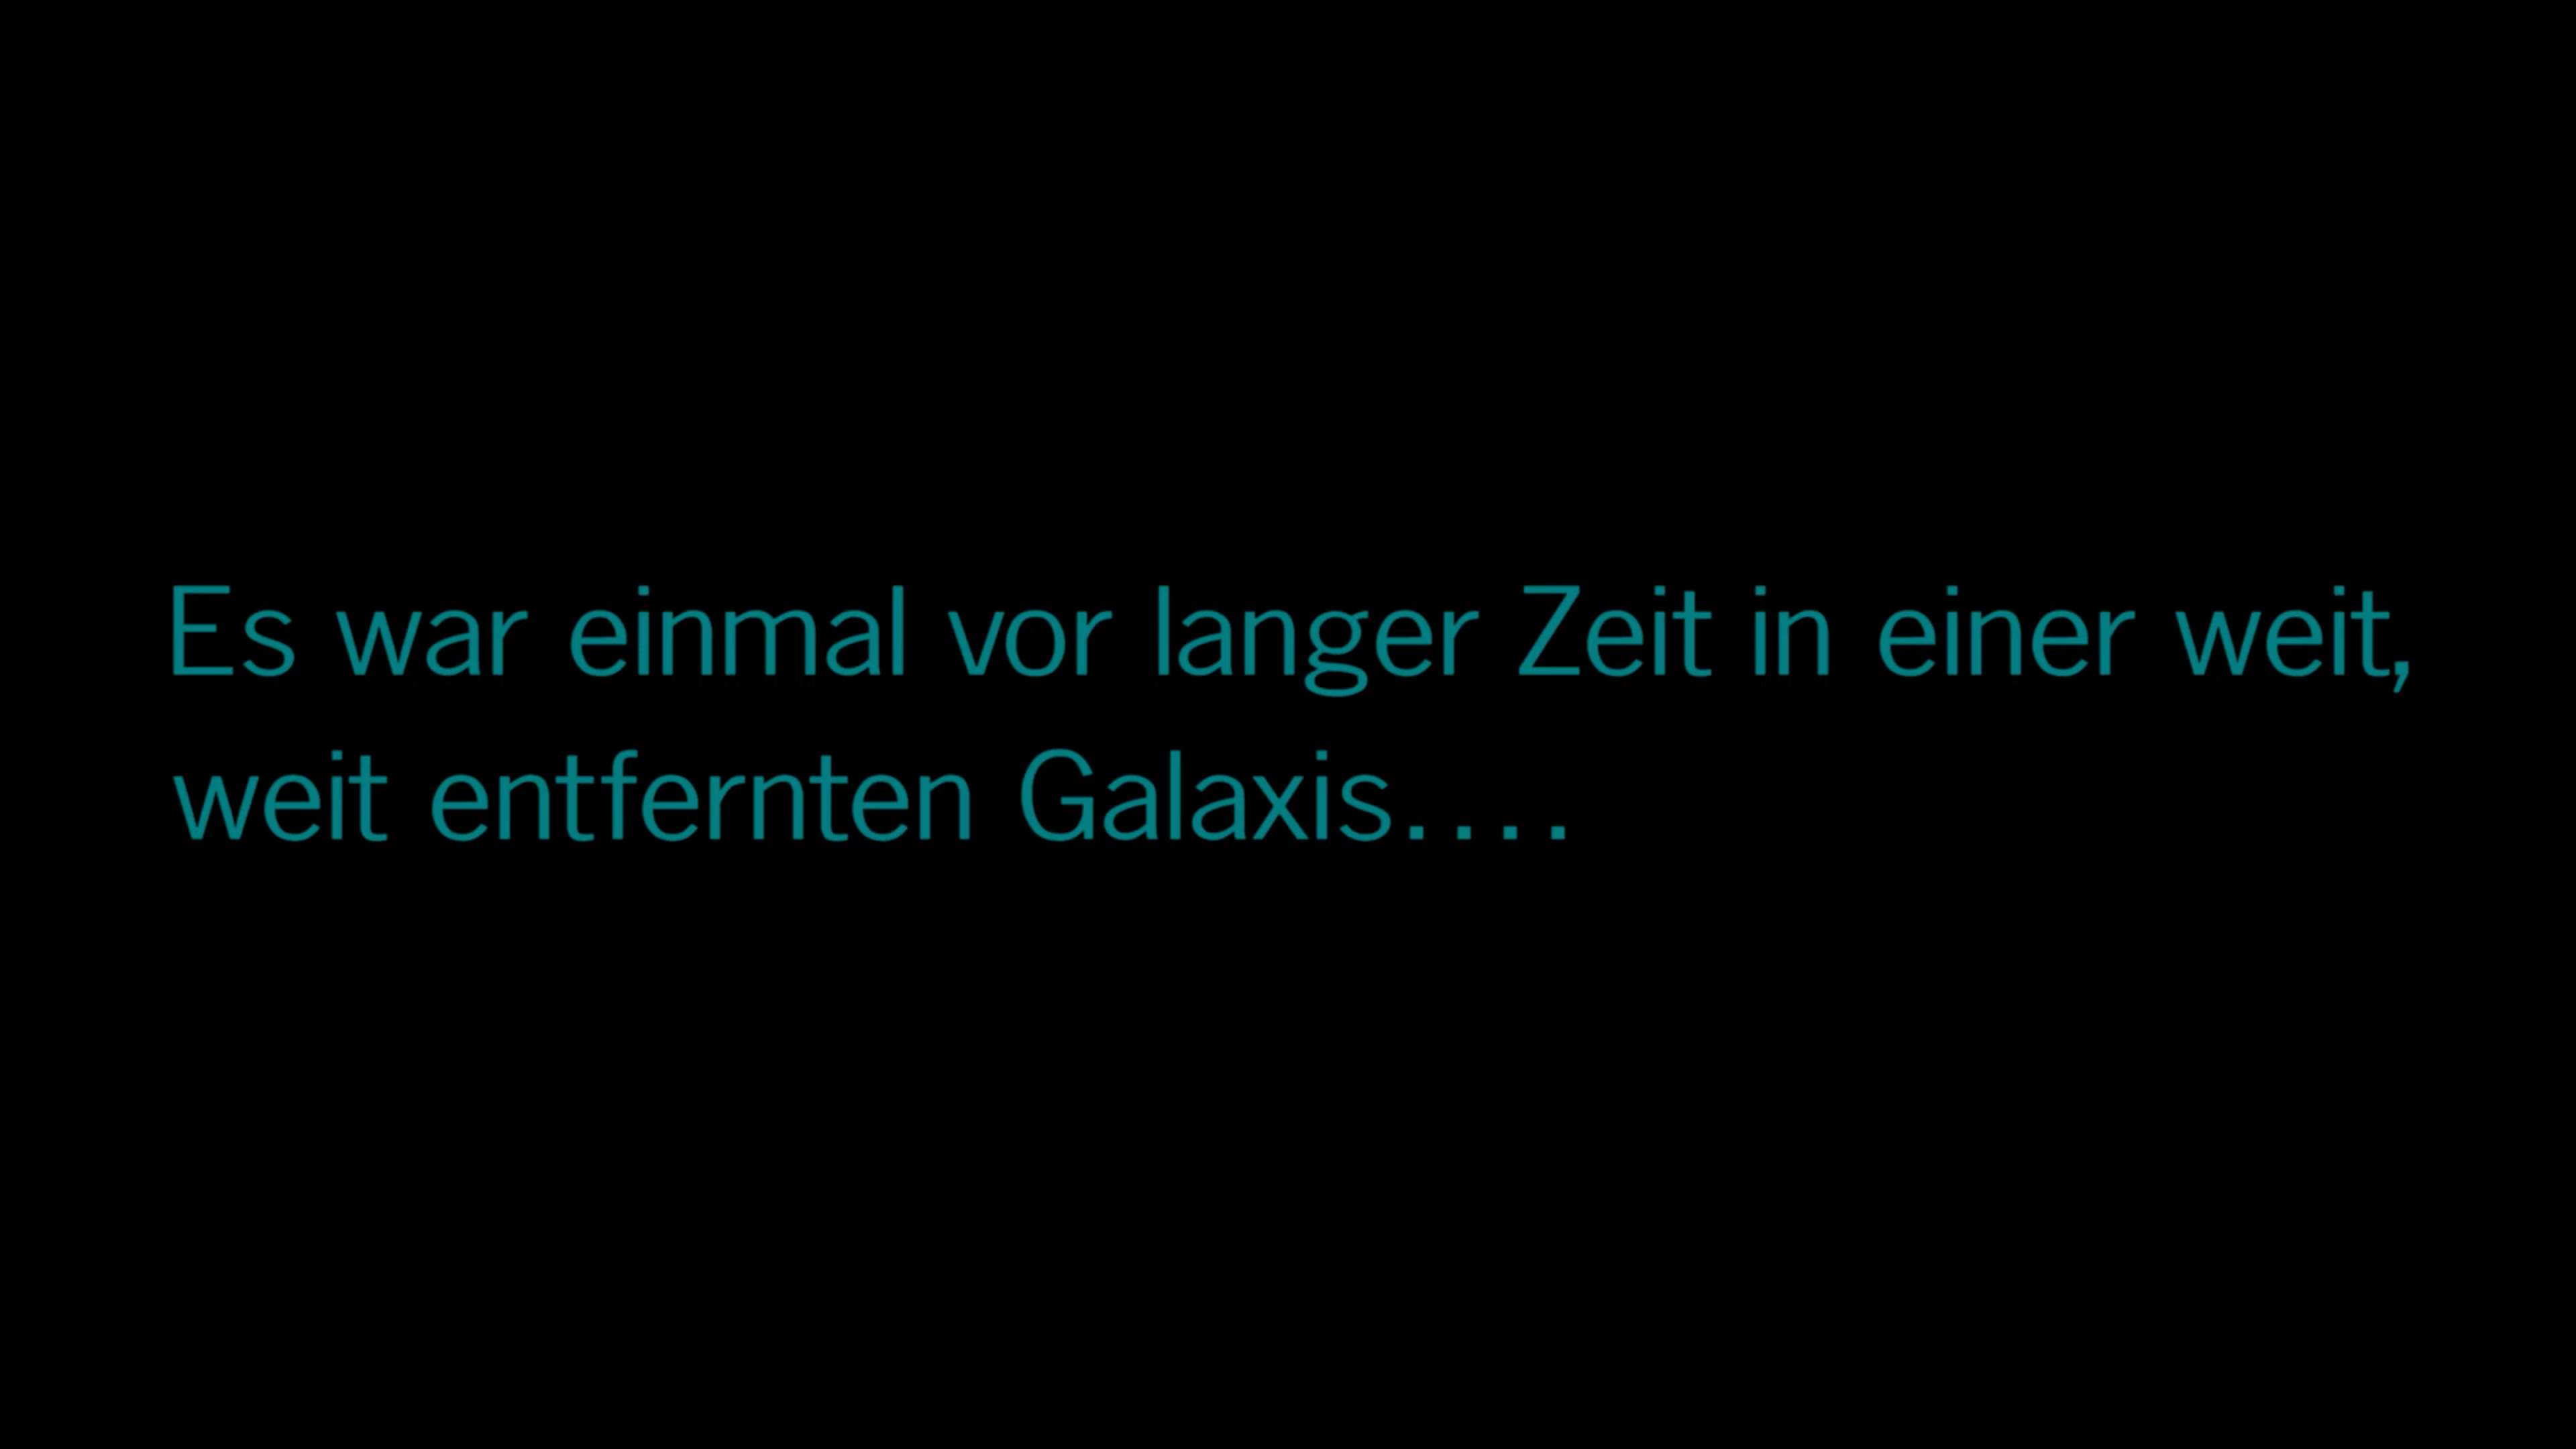 Es war einmal vor langer Zeit in einer weit,
weit entfernten Galaxis....